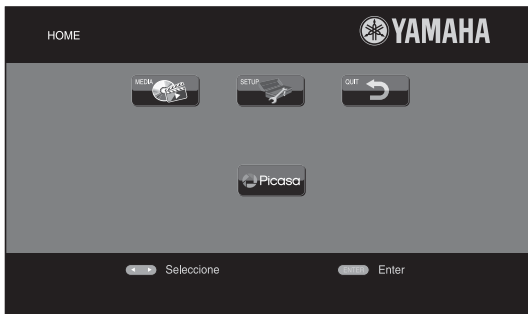 HOME
YAMAHA
MEDIA
SETUP
QUIT
Picasa
Seleccione
ENTER Enter